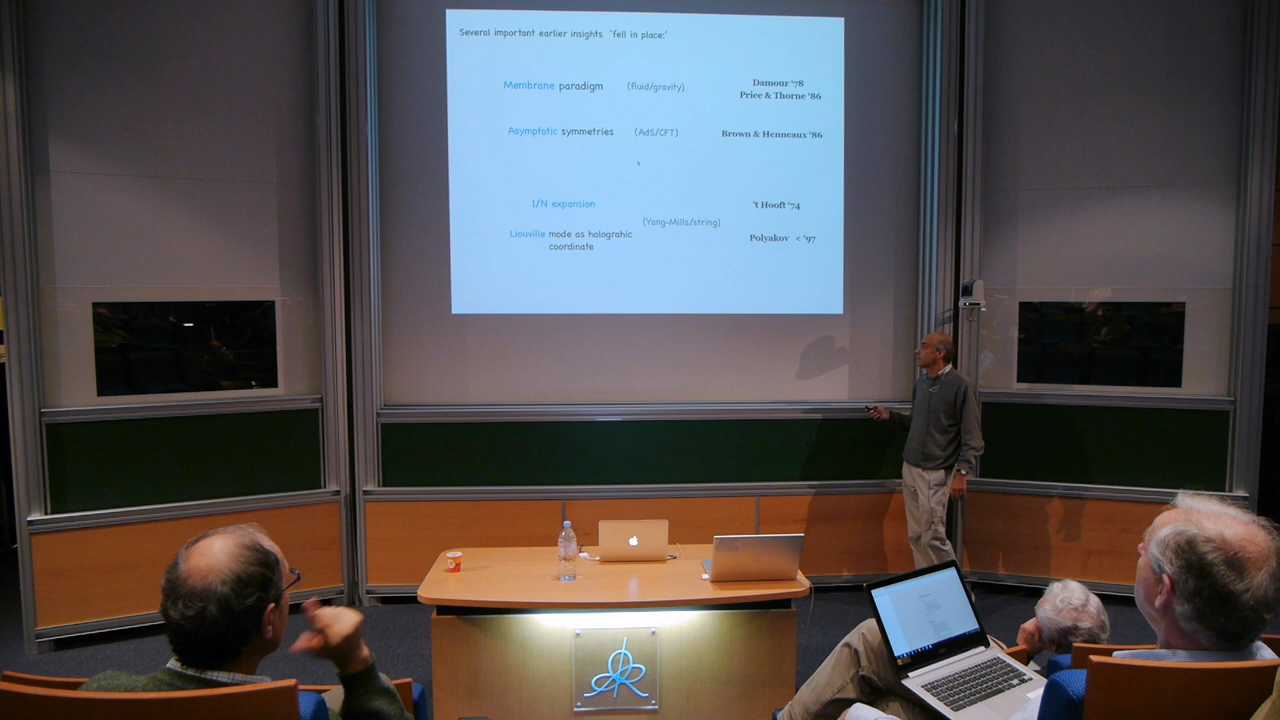 Several important earlier insights 'fell in place:'
Membrane paradigm (fluid/gravity) Damour '78
Price & Thorne '86
Asymptotic symmetries (AdS/CFT) Brown & Henneaux '86
1/N expansion 't Hooft '74
(Yang-Mills/string)
Liouville mode as holograhic Polyakov < '97
coordinate